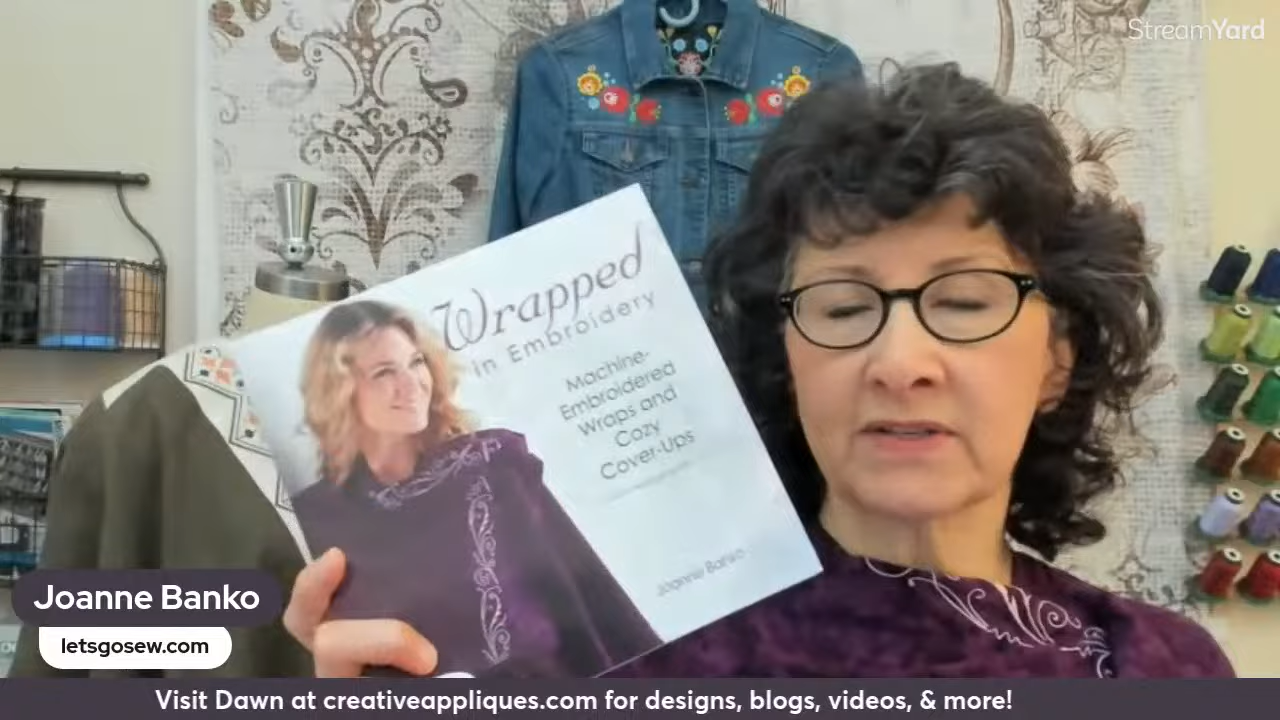 StreamYard
Wrapped
in Embroidery
Machine-
Embroidered
Wraps and
Cozy
Cover-Ups
Joanne Banko
Joanne Banko
letsgosew.com
Visit Dawn at creativeappliques.com for designs, blogs, videos, & more!